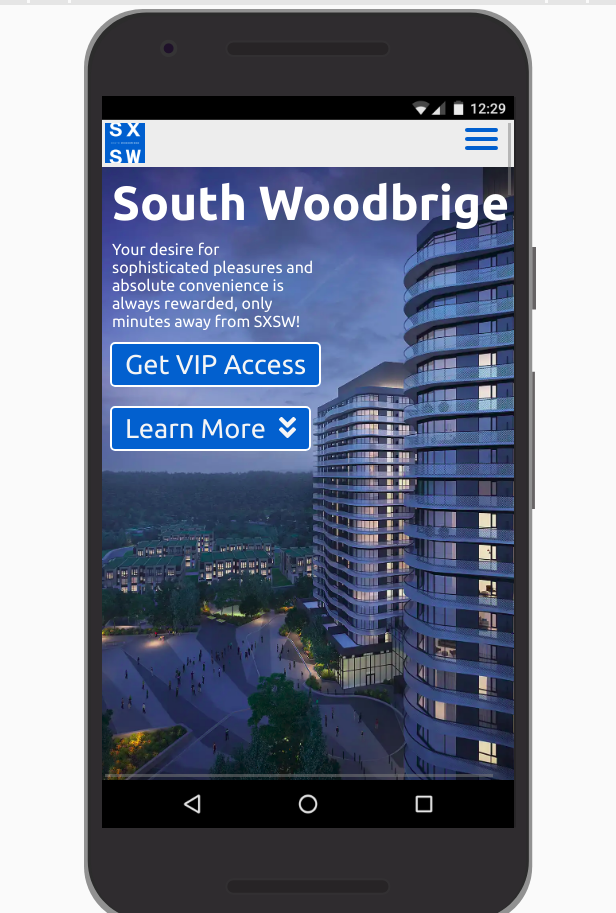 12:29
SX
SW
South Woodbrige
Your desire for
sophisticated pleasures and
absolute convenience is
always rewarded, only
minutes away from SXSW!
Get VIP Access
Learn More